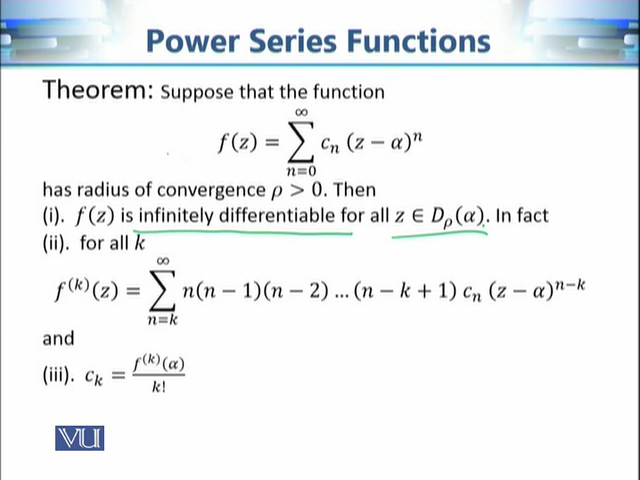 Power Series Functions
Theorem: Suppose that the function
f(z) = ∑_{n=0}^{∞} c_n (z − α)^n
has radius of convergence ρ > 0. Then
(i). f(z) is infinitely differentiable for all z ∈ D_ρ(α). In fact
(ii). for all k
f^{(k)}(z) = ∑_{n=k}^{∞} n(n − 1)(n − 2) … (n − k + 1) c_n (z − α)^{n−k}
and
(iii). c_k = f^{(k)}(α)/k!
VU